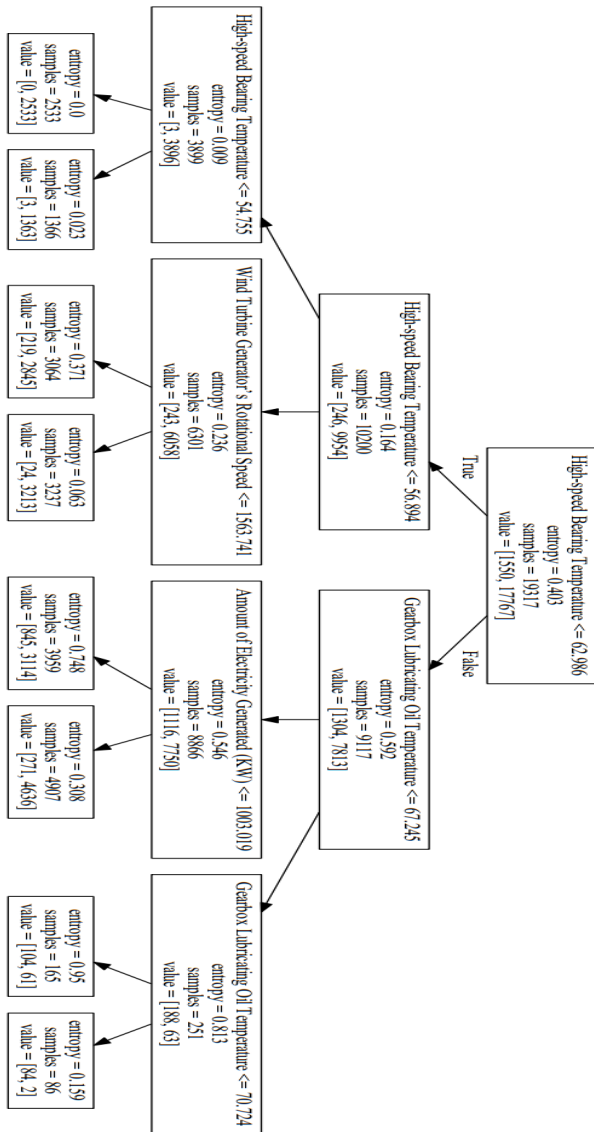 High-speed Bearing Temperature <= 62.986
entropy = 0.403
samples = 19317
value = [1550, 17767]
True
False
High-speed Bearing Temperature <= 56.894
entropy = 0.164
samples = 10200
value = [246, 9954]
Gearbox Lubricating Oil Temperature <= 67.245
entropy = 0.592
samples = 9117
value = [1304, 7813]
High-speed Bearing Temperature <= 54.755
entropy = 0.009
samples = 3899
value = [3, 3896]
Wind Turbine Generator's Rotational Speed <= 1563.741
entropy = 0.236
samples = 6301
value = [243, 6058]
Amount of Electricity Generated (KW) <= 1003.019
entropy = 0.546
samples = 8866
value = [1116, 7750]
Gearbox Lubricating Oil Temperature <= 70.724
entropy = 0.813
samples = 251
value = [188, 63]
entropy = 0.0
samples = 2533
value = [0, 2533]
entropy = 0.023
samples = 1366
value = [3, 1363]
entropy = 0.371
samples = 3064
value = [219, 2845]
entropy = 0.063
samples = 3237
value = [24, 3213]
entropy = 0.748
samples = 3959
value = [845, 3114]
entropy = 0.308
samples = 4907
value = [271, 4636]
entropy = 0.95
samples = 165
value = [104, 61]
entropy = 0.159
samples = 86
value = [84, 2]